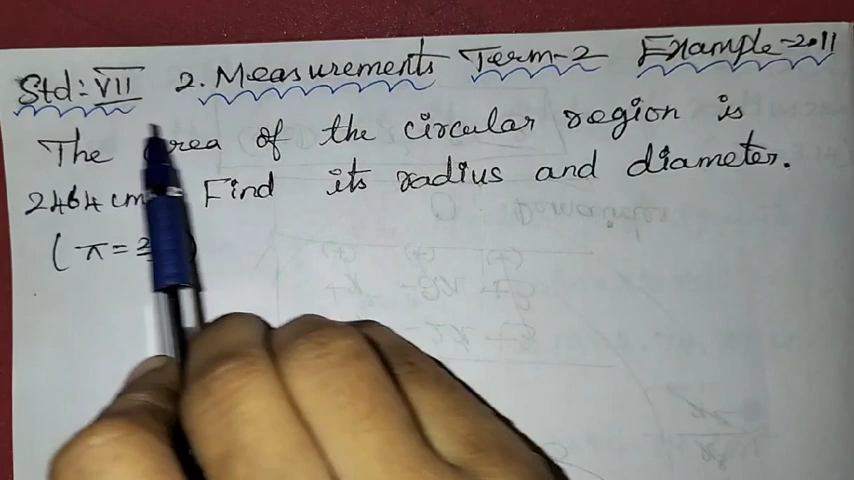 Std: VII 2. Measurements Term-2 Example-2.11
The area of the circular region is
2464 cm Find its radius and diameter.
( π = 2